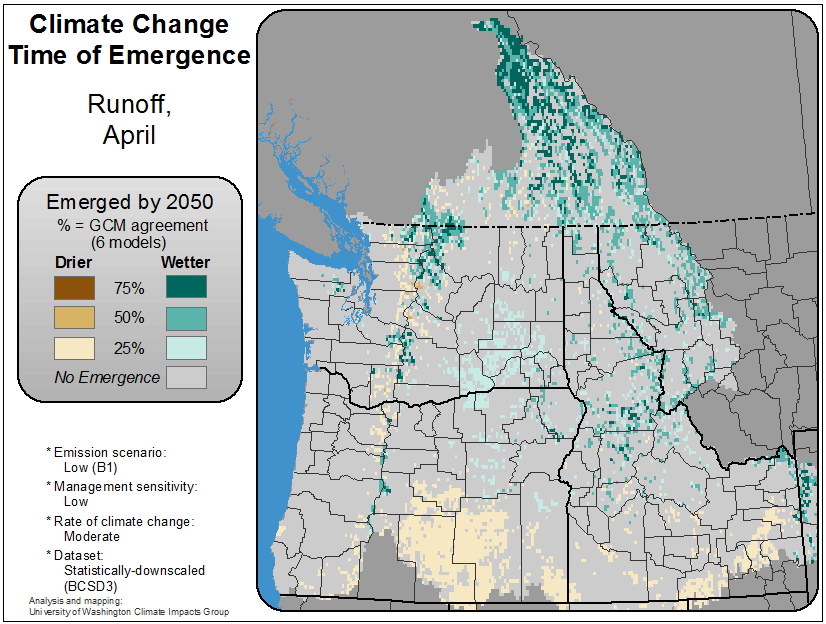 Climate Change
Time of Emergence
Runoff,
April
Emerged by 2050
% = GCM agreement
(6 models)
Drier Wetter
75%
50%
25%
No Emergence
* Emission scenario:
Low (B1)
* Management sensitivity:
Low
* Rate of climate change:
Moderate
* Dataset:
Statistically-downscaled
(BCSD3)
Analysis and mapping:
University of Washington Climate Impacts Group